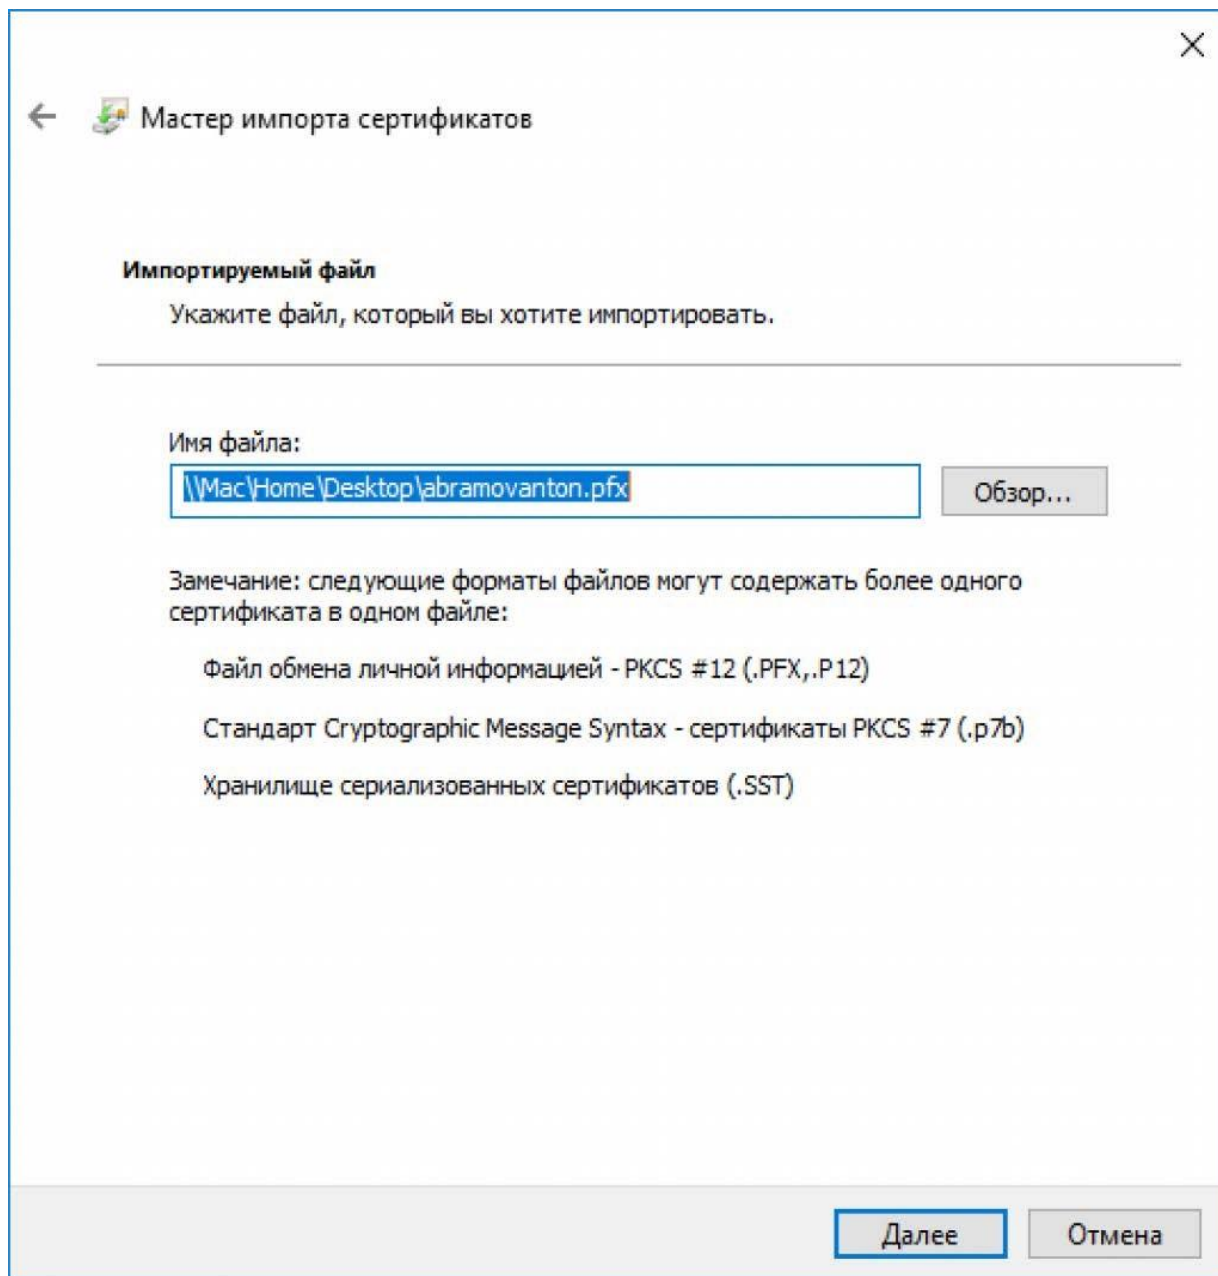 Мастер импорта сертификатов
Импортируемый файл
Укажите файл, который вы хотите импортировать.
Имя файла:
\\Mac\Home\Desktop\abramovanton.pfx
Обзор...
Замечание: следующие форматы файлов могут содержать более одного
сертификата в одном файле:
Файл обмена личной информацией - PKCS #12 (.PFX,.P12)
Стандарт Cryptographic Message Syntax - сертификаты PKCS #7 (.p7b)
Хранилище сериализованных сертификатов (.SST)
Далее
Отмена